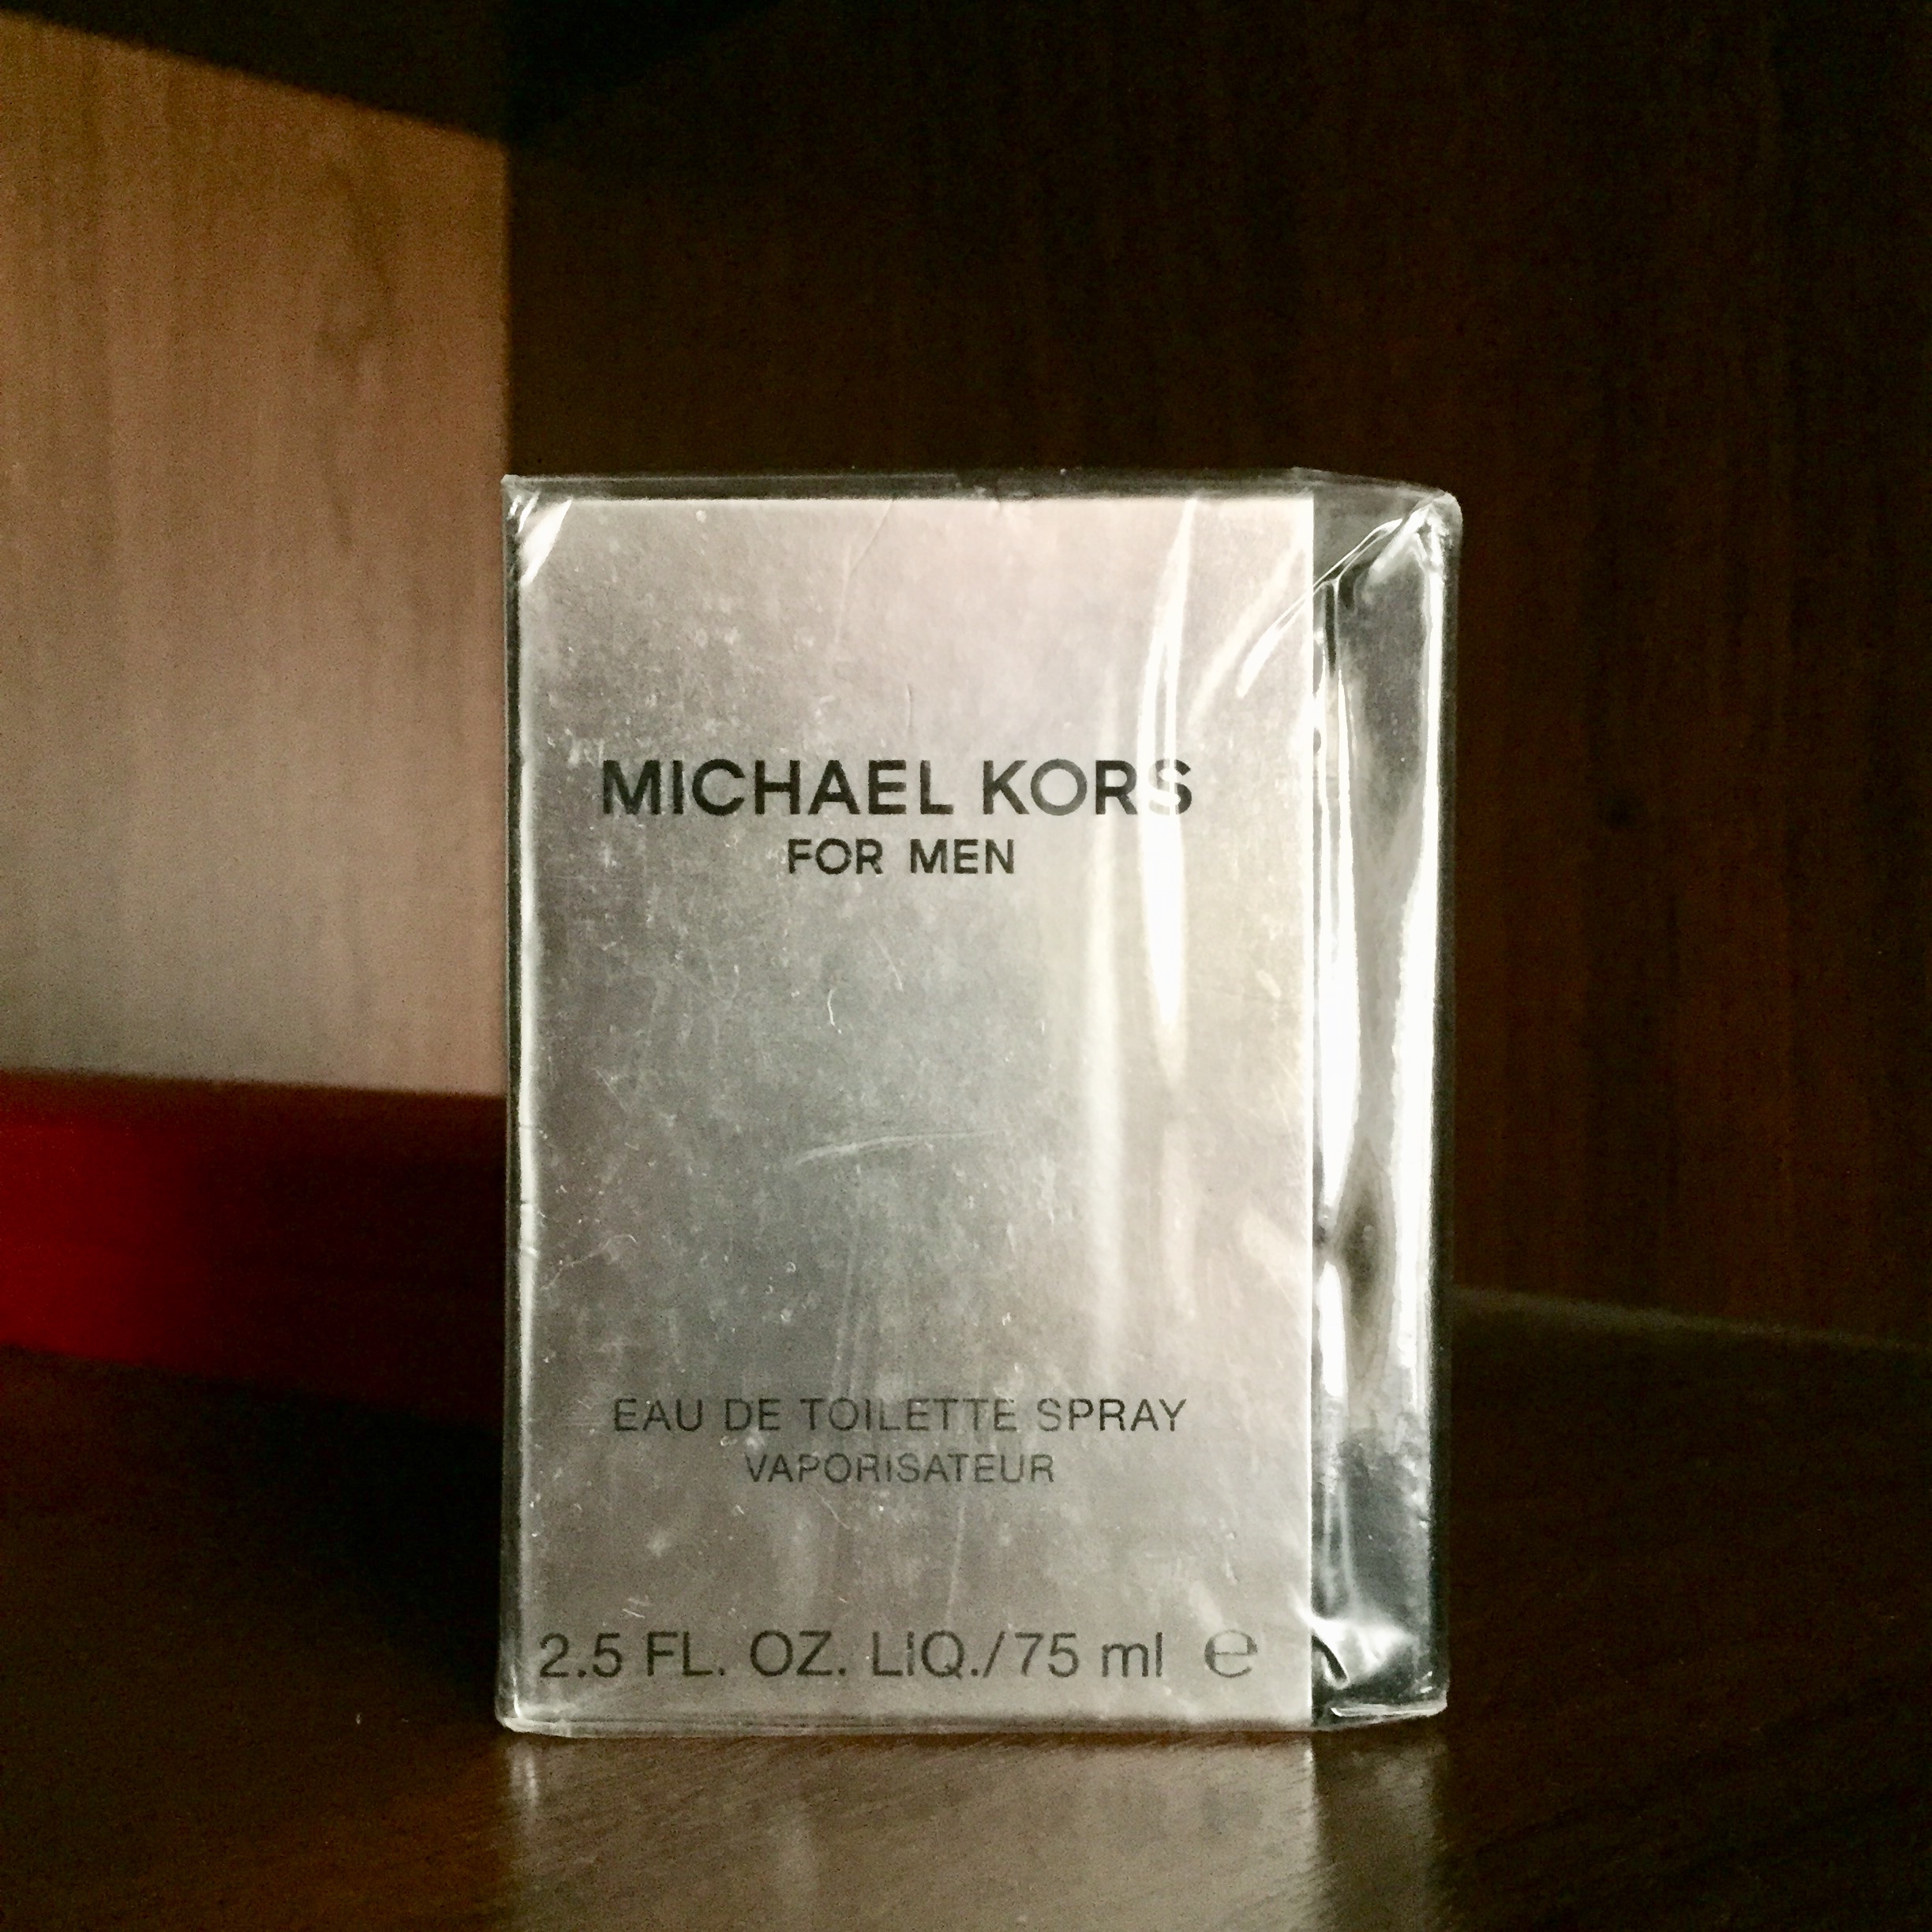 MICHAEL KORS
FOR MEN
EAU DE TOILETTE SPRAY
VAPORISATEUR
2.5 FL. OZ. LIQ./75 ml ℮